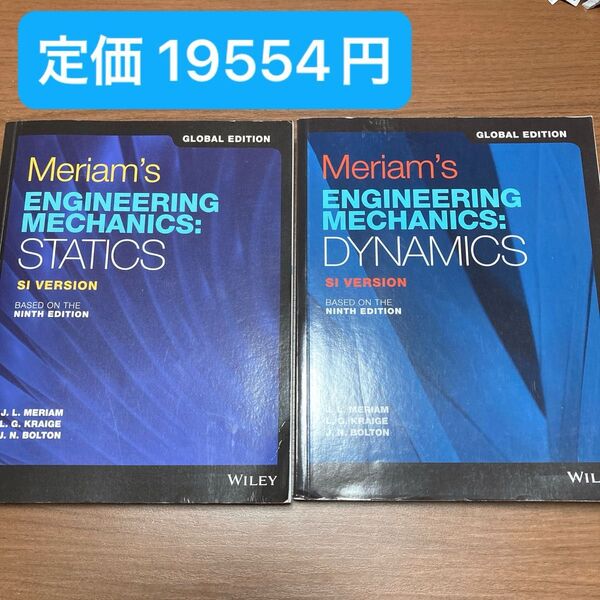 定価 19554円
GLOBAL EDITION
Meriam's
ENGINEERING
MECHANICS:
STATICS
SI VERSION
BASED ON THE
NINTH EDITION
J. L. MERIAM
L. G. KRAIGE
J. N. BOLTON
WILEY
GLOBAL EDITION
Meriam's
ENGINEERING
MECHANICS:
DYNAMICS
SI VERSION
BASED ON THE
NINTH EDITION
J. L. MERIAM
L. G. KRAIGE
J. N. BOLTON
WIL